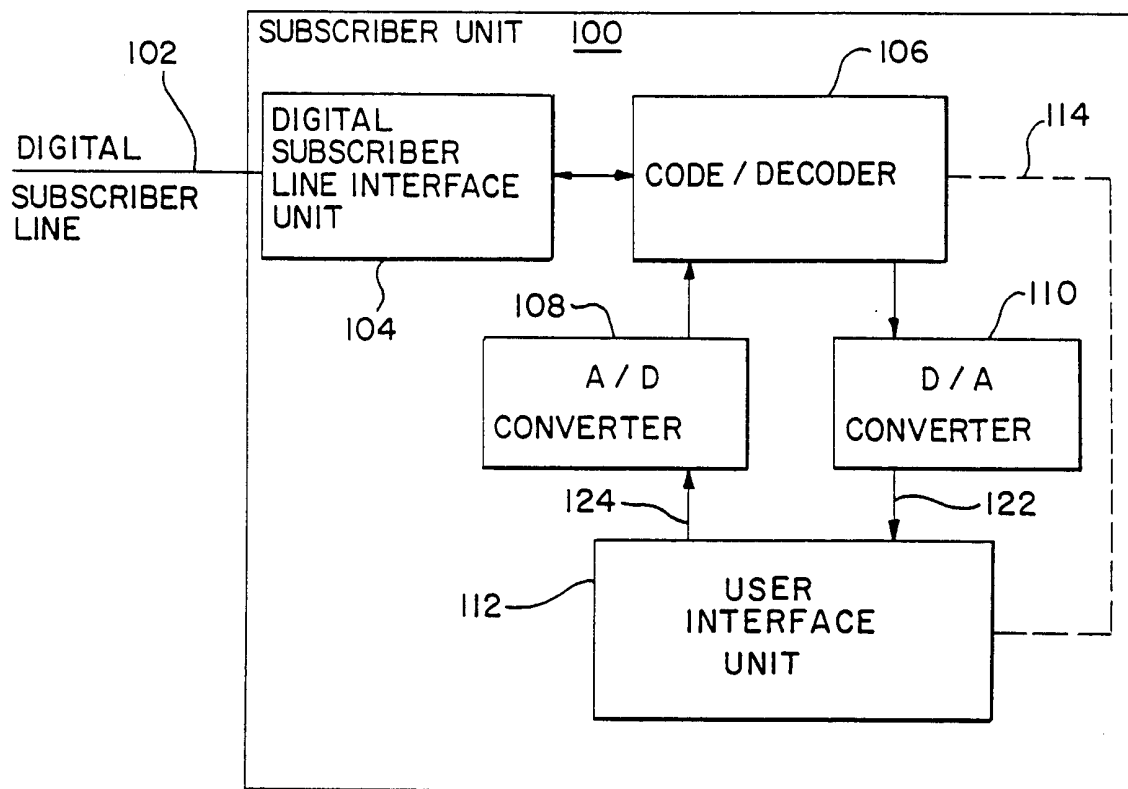 SUBSCRIBER UNIT 100
102
106
114
DIGITAL
SUBSCRIBER
LINE
DIGITAL
SUBSCRIBER
LINE INTERFACE
UNIT
CODE / DECODER
104
108
110
A / D
CONVERTER
D / A
CONVERTER
124
122
112
USER
INTERFACE
UNIT